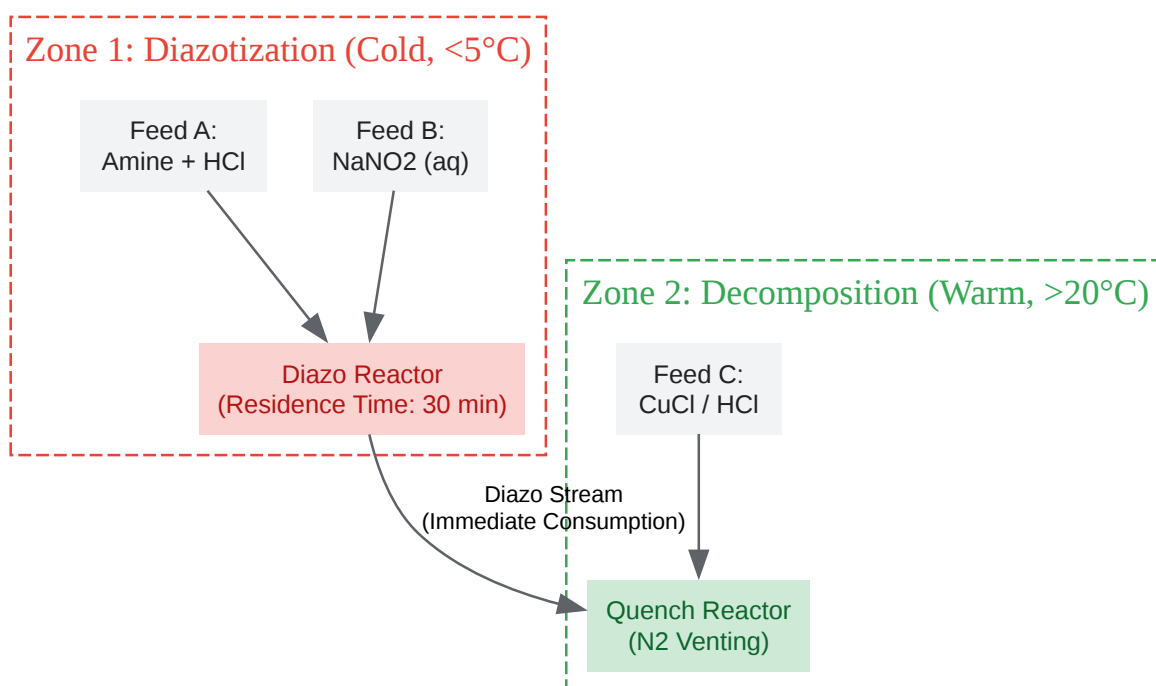 Zone 1: Diazotization (Cold, <5°C)
Feed A:
Amine + HCl
Feed B:
NaNO2 (aq)
Diazo Reactor
(Residence Time: 30 min)
Zone 2: Decomposition (Warm, >20°C)
Feed C:
CuCl / HCl
Diazo Stream
(Immediate Consumption)
Quench Reactor
(N2 Venting)